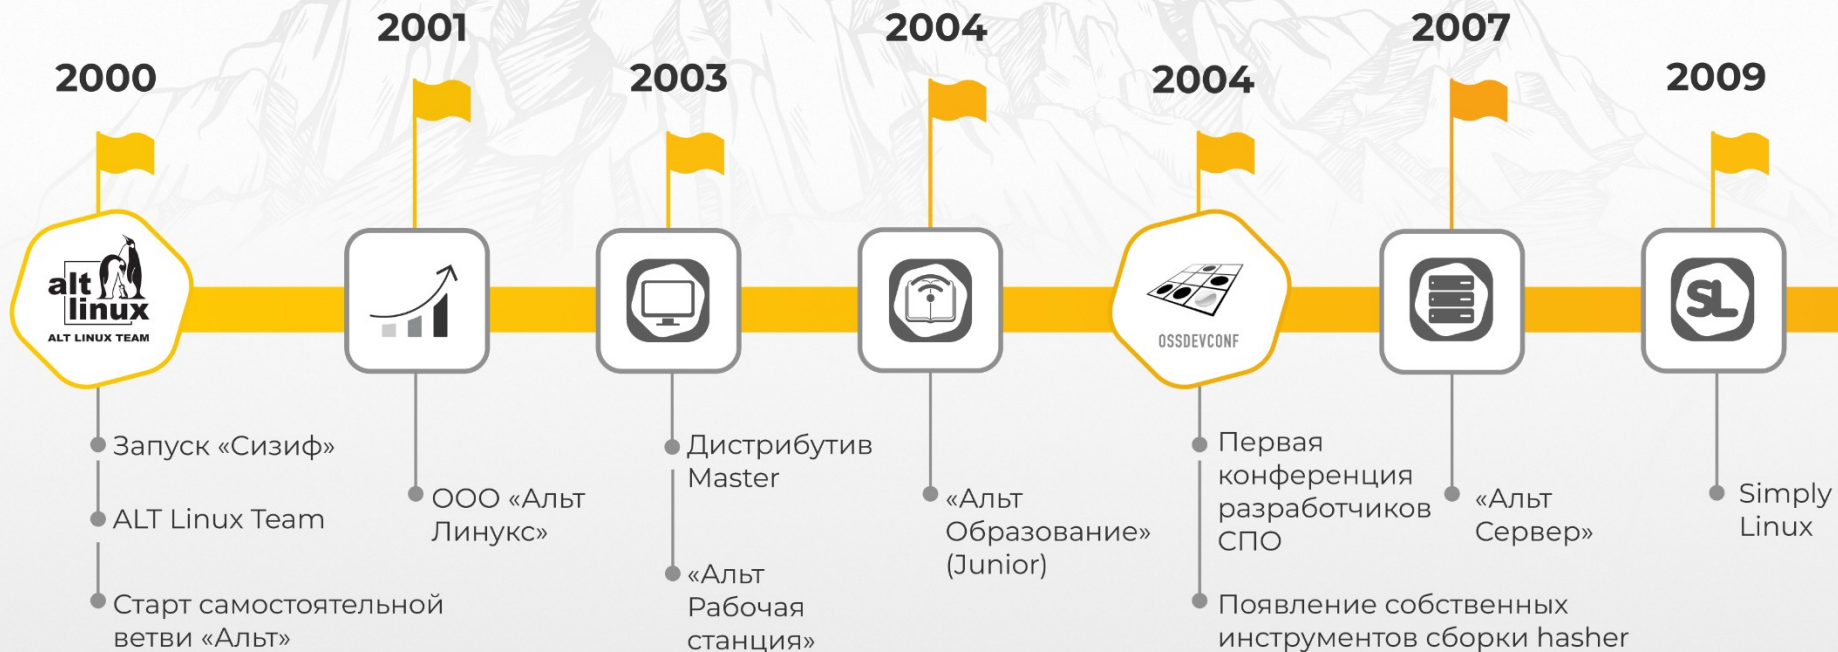 2000
alt
linux
ALT LINUX TEAM
Запуск «Сизиф»
ALT Linux Team
Старт самостоятельной
ветви «Альт»
2001
ООО «Альт
Линукс»
2003
Дистрибутив
Master
«Альт
Рабочая
станция»
2004
«Альт
Образование»
(Junior)
2004
OSSDEVCONF
Первая
конференция
разработчиков
СПО
Появление собственных
инструментов сборки hasher
2007
«Альт
Сервер»
2009
SL
Simply
Linux